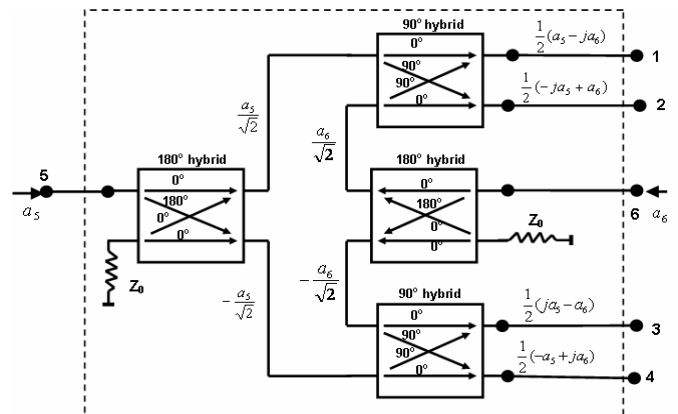 90° hybrid
0°
90°
90°
0°
½(a₅ − ja₆)
1
½(−ja₅ + a₆)
2
a₅/√2
a₆/√2
180° hybrid
0°
180°
0°
0°
5
a₅
Z₀
180° hybrid
0°
180°
0°
0°
Z₀
6
a₆
−a₅/√2
−a₆/√2
90° hybrid
0°
90°
90°
0°
½(ja₅ − a₆)
3
½(−a₅ + ja₆)
4